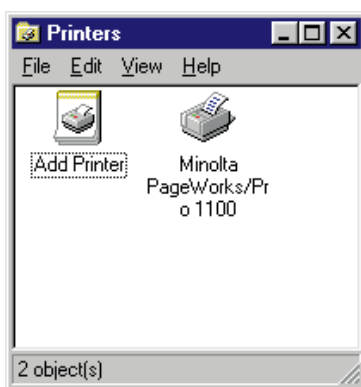 Printers
File Edit View Help
Add Printer
Minolta
PageWorks/Pr
o 1100
2 object(s)